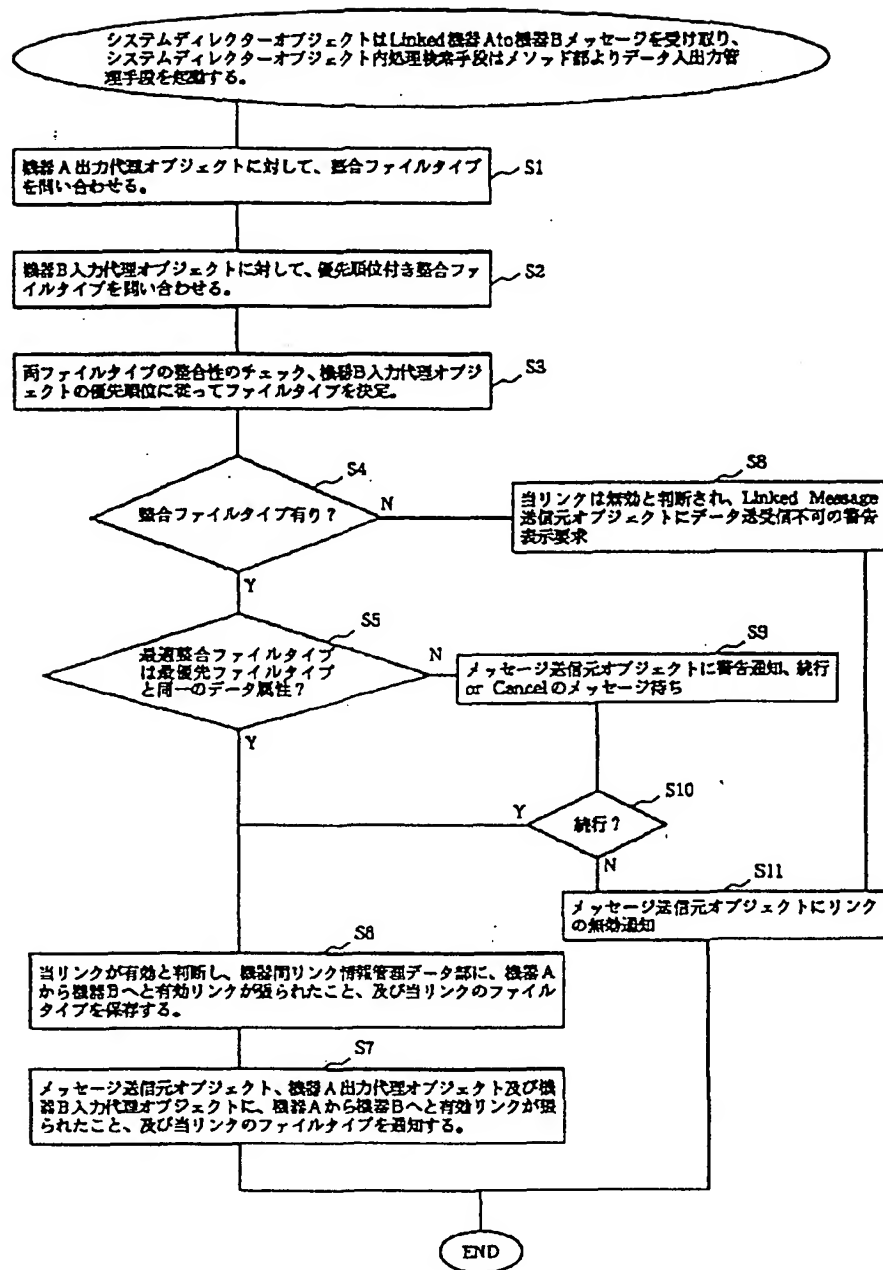 システムディレクターオブジェクトはLinked機器Ato機器Bメッセージを受け取り、
システムディレクターオブジェクト内処理検索手段はメソッド部よりデータ入出力管
理手段を起動する。
機器A出力代理オブジェクトに対して、整合ファイルタイプ
を問い合わせる。
S1
機器B入力代理オブジェクトに対して、優先順位付き整合ファ
イルタイプを問い合わせる。
S2
両ファイルタイプの整合性のチェック、機器B入力代理オブジ
ェクトの優先順位に従ってファイルタイプを決定。
S3
S4
整合ファイルタイプ有り？
N
Y
S8
当リンクは無効と判断され、Linked Message
送信元オブジェクトにデータ送受信不可の警告
表示要求
S5
最適整合ファイルタイプ
は最優先ファイルタイプ
と同一のデータ属性？
N
Y
S9
メッセージ送信元オブジェクトに警告通知、続行
or Cancelのメッセージ待ち
S10
続行？
Y
N
S11
メッセージ送信元オブジェクトにリンク
の無効通知
S6
当リンクが有効と判断し、機器間リンク情報管理データ部に、機器A
から機器Bへと有効リンクが張られたこと、及び当リンクのファイル
タイプを保存する。
S7
メッセージ送信元オブジェクト、機器A出力代理オブジェクト及び機
器B入力代理オブジェクトに、機器Aから機器Bへと有効リンクが張
られたこと、及び当リンクのファイルタイプを通知する。
END